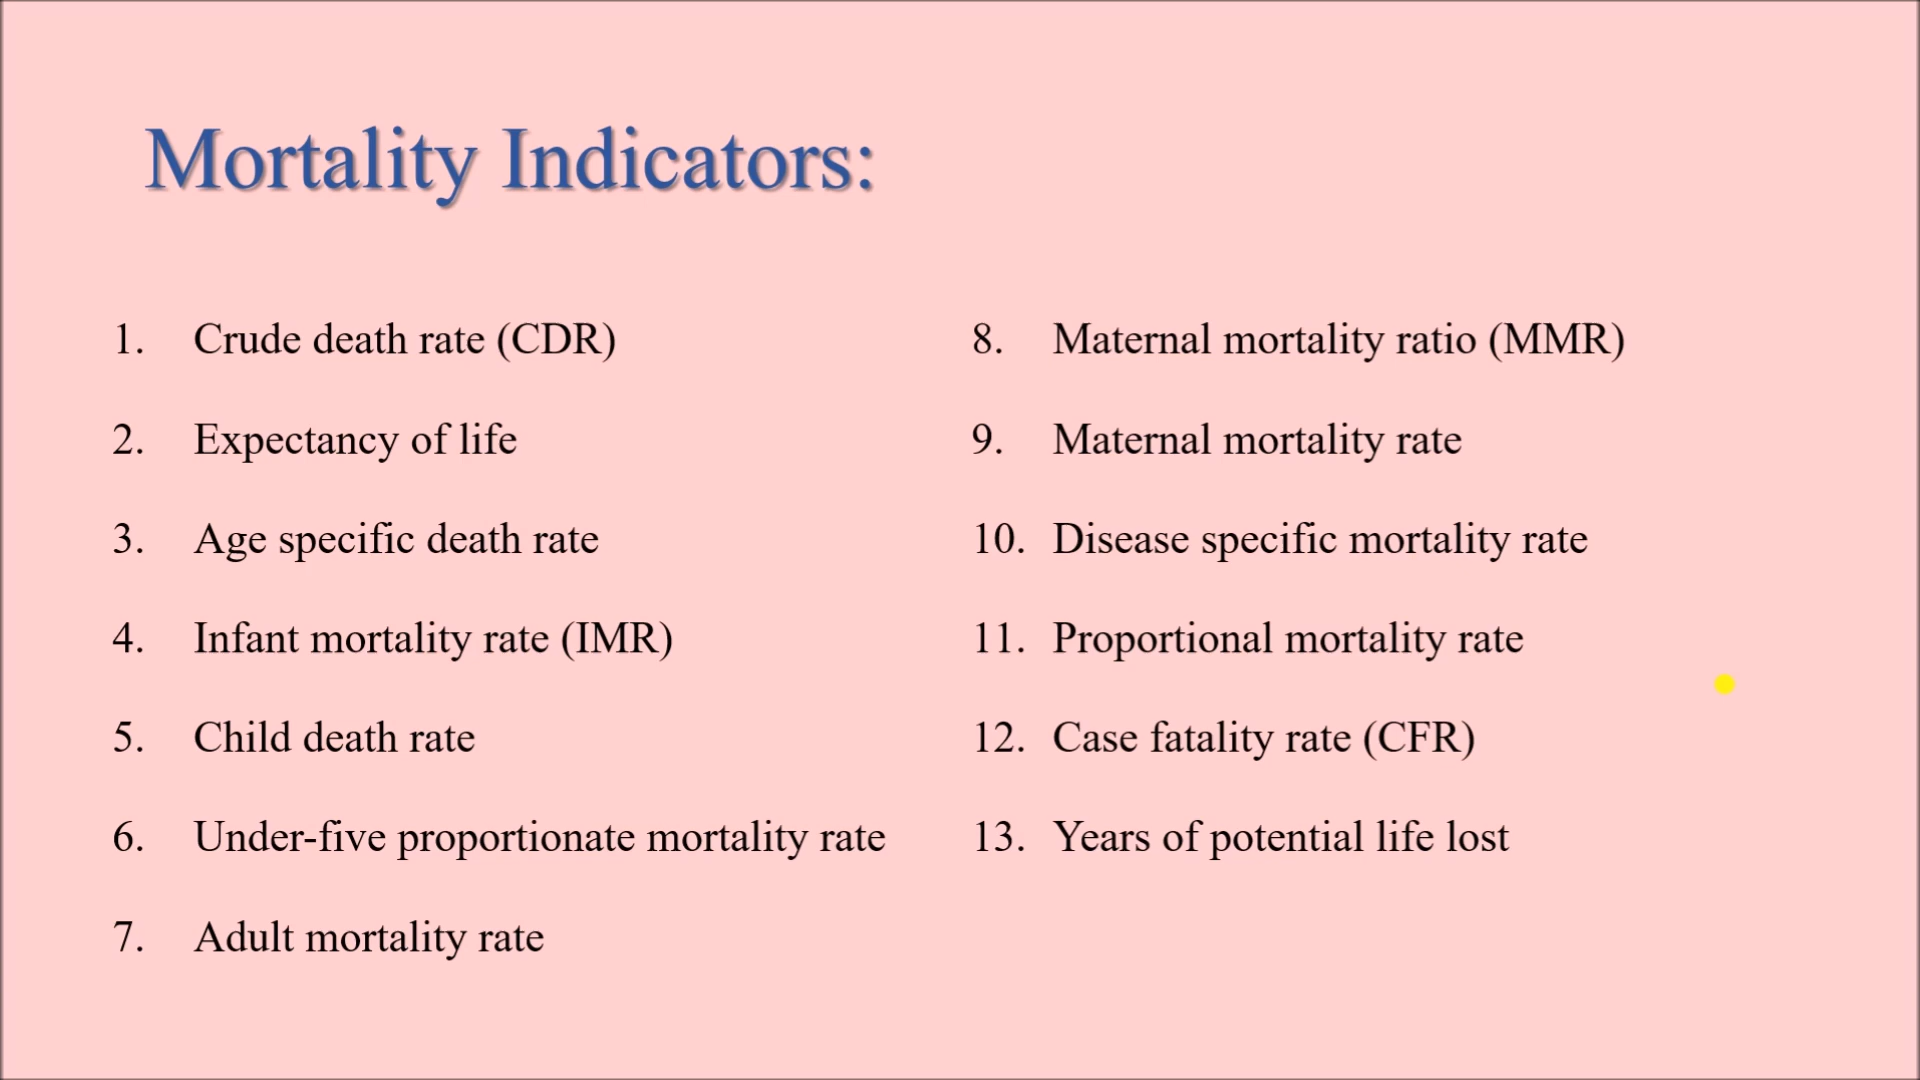 Mortality Indicators:
1. Crude death rate (CDR)
2. Expectancy of life
3. Age specific death rate
4. Infant mortality rate (IMR)
5. Child death rate
6. Under-five proportionate mortality rate
7. Adult mortality rate
8. Maternal mortality ratio (MMR)
9. Maternal mortality rate
10. Disease specific mortality rate
11. Proportional mortality rate
12. Case fatality rate (CFR)
13. Years of potential life lost